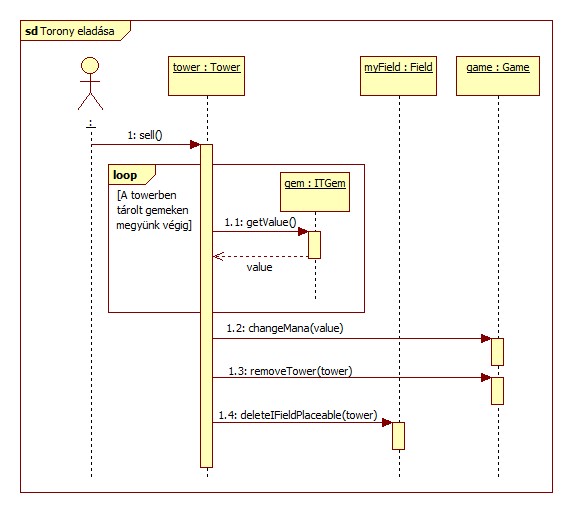 sd Torony eladása
tower : Tower
myField : Field
game : Game
:
1: sell()
loop
[A towerben
tárolt gemeken
megyünk végig]
gem : ITGem
1.1: getValue()
value
1.2: changeMana(value)
1.3: removeTower(tower)
1.4: deleteIFieldPlaceable(tower)